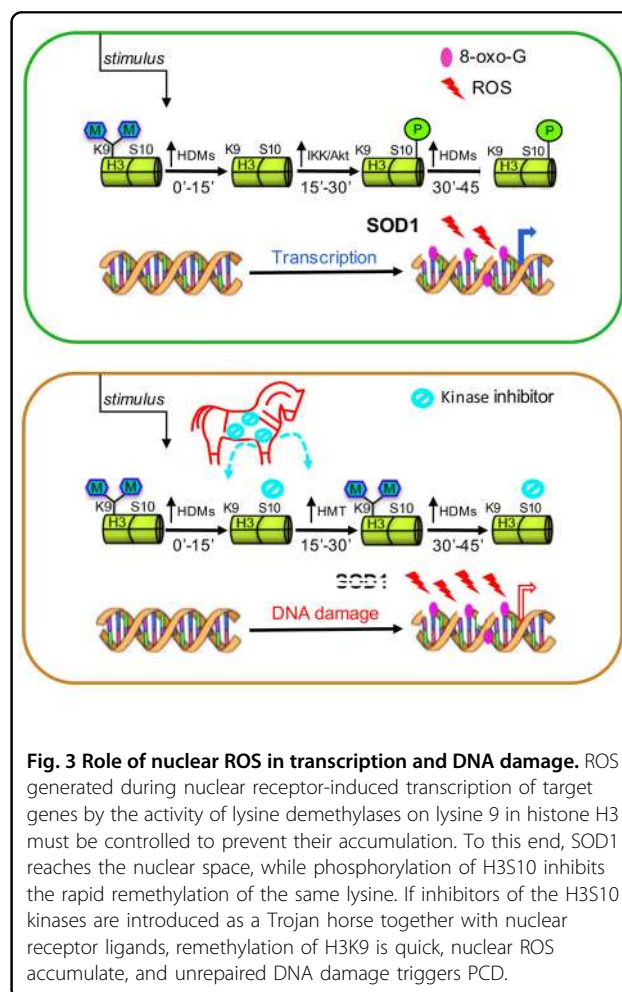 stimulus
8-oxo-G
ROS
M M P P
K9 S10 K9 S10 K9 S10 K9 S10
HDMs IKK/Akt HDMs
H3 H3 H3 H3
0'-15' 15'-30' 30'-45
SOD1
Transcription
stimulus
Kinase inhibitor
M M M M
K9 S10 K9 S10 K9 S10 K9 S10
HDMs HMT HDMs
H3 H3 H3 H3
0'-15' 15'-30' 30'-45'
SOD1
DNA damage
Fig. 3 Role of nuclear ROS in transcription and DNA damage. ROS
generated during nuclear receptor-induced transcription of target
genes by the activity of lysine demethylases on lysine 9 in histone H3
must be controlled to prevent their accumulation. To this end, SOD1
reaches the nuclear space, while phosphorylation of H3S10 inhibits
the rapid remethylation of the same lysine. If inhibitors of the H3S10
kinases are introduced as a Trojan horse together with nuclear
receptor ligands, remethylation of H3K9 is quick, nuclear ROS
accumulate, and unrepaired DNA damage triggers PCD.